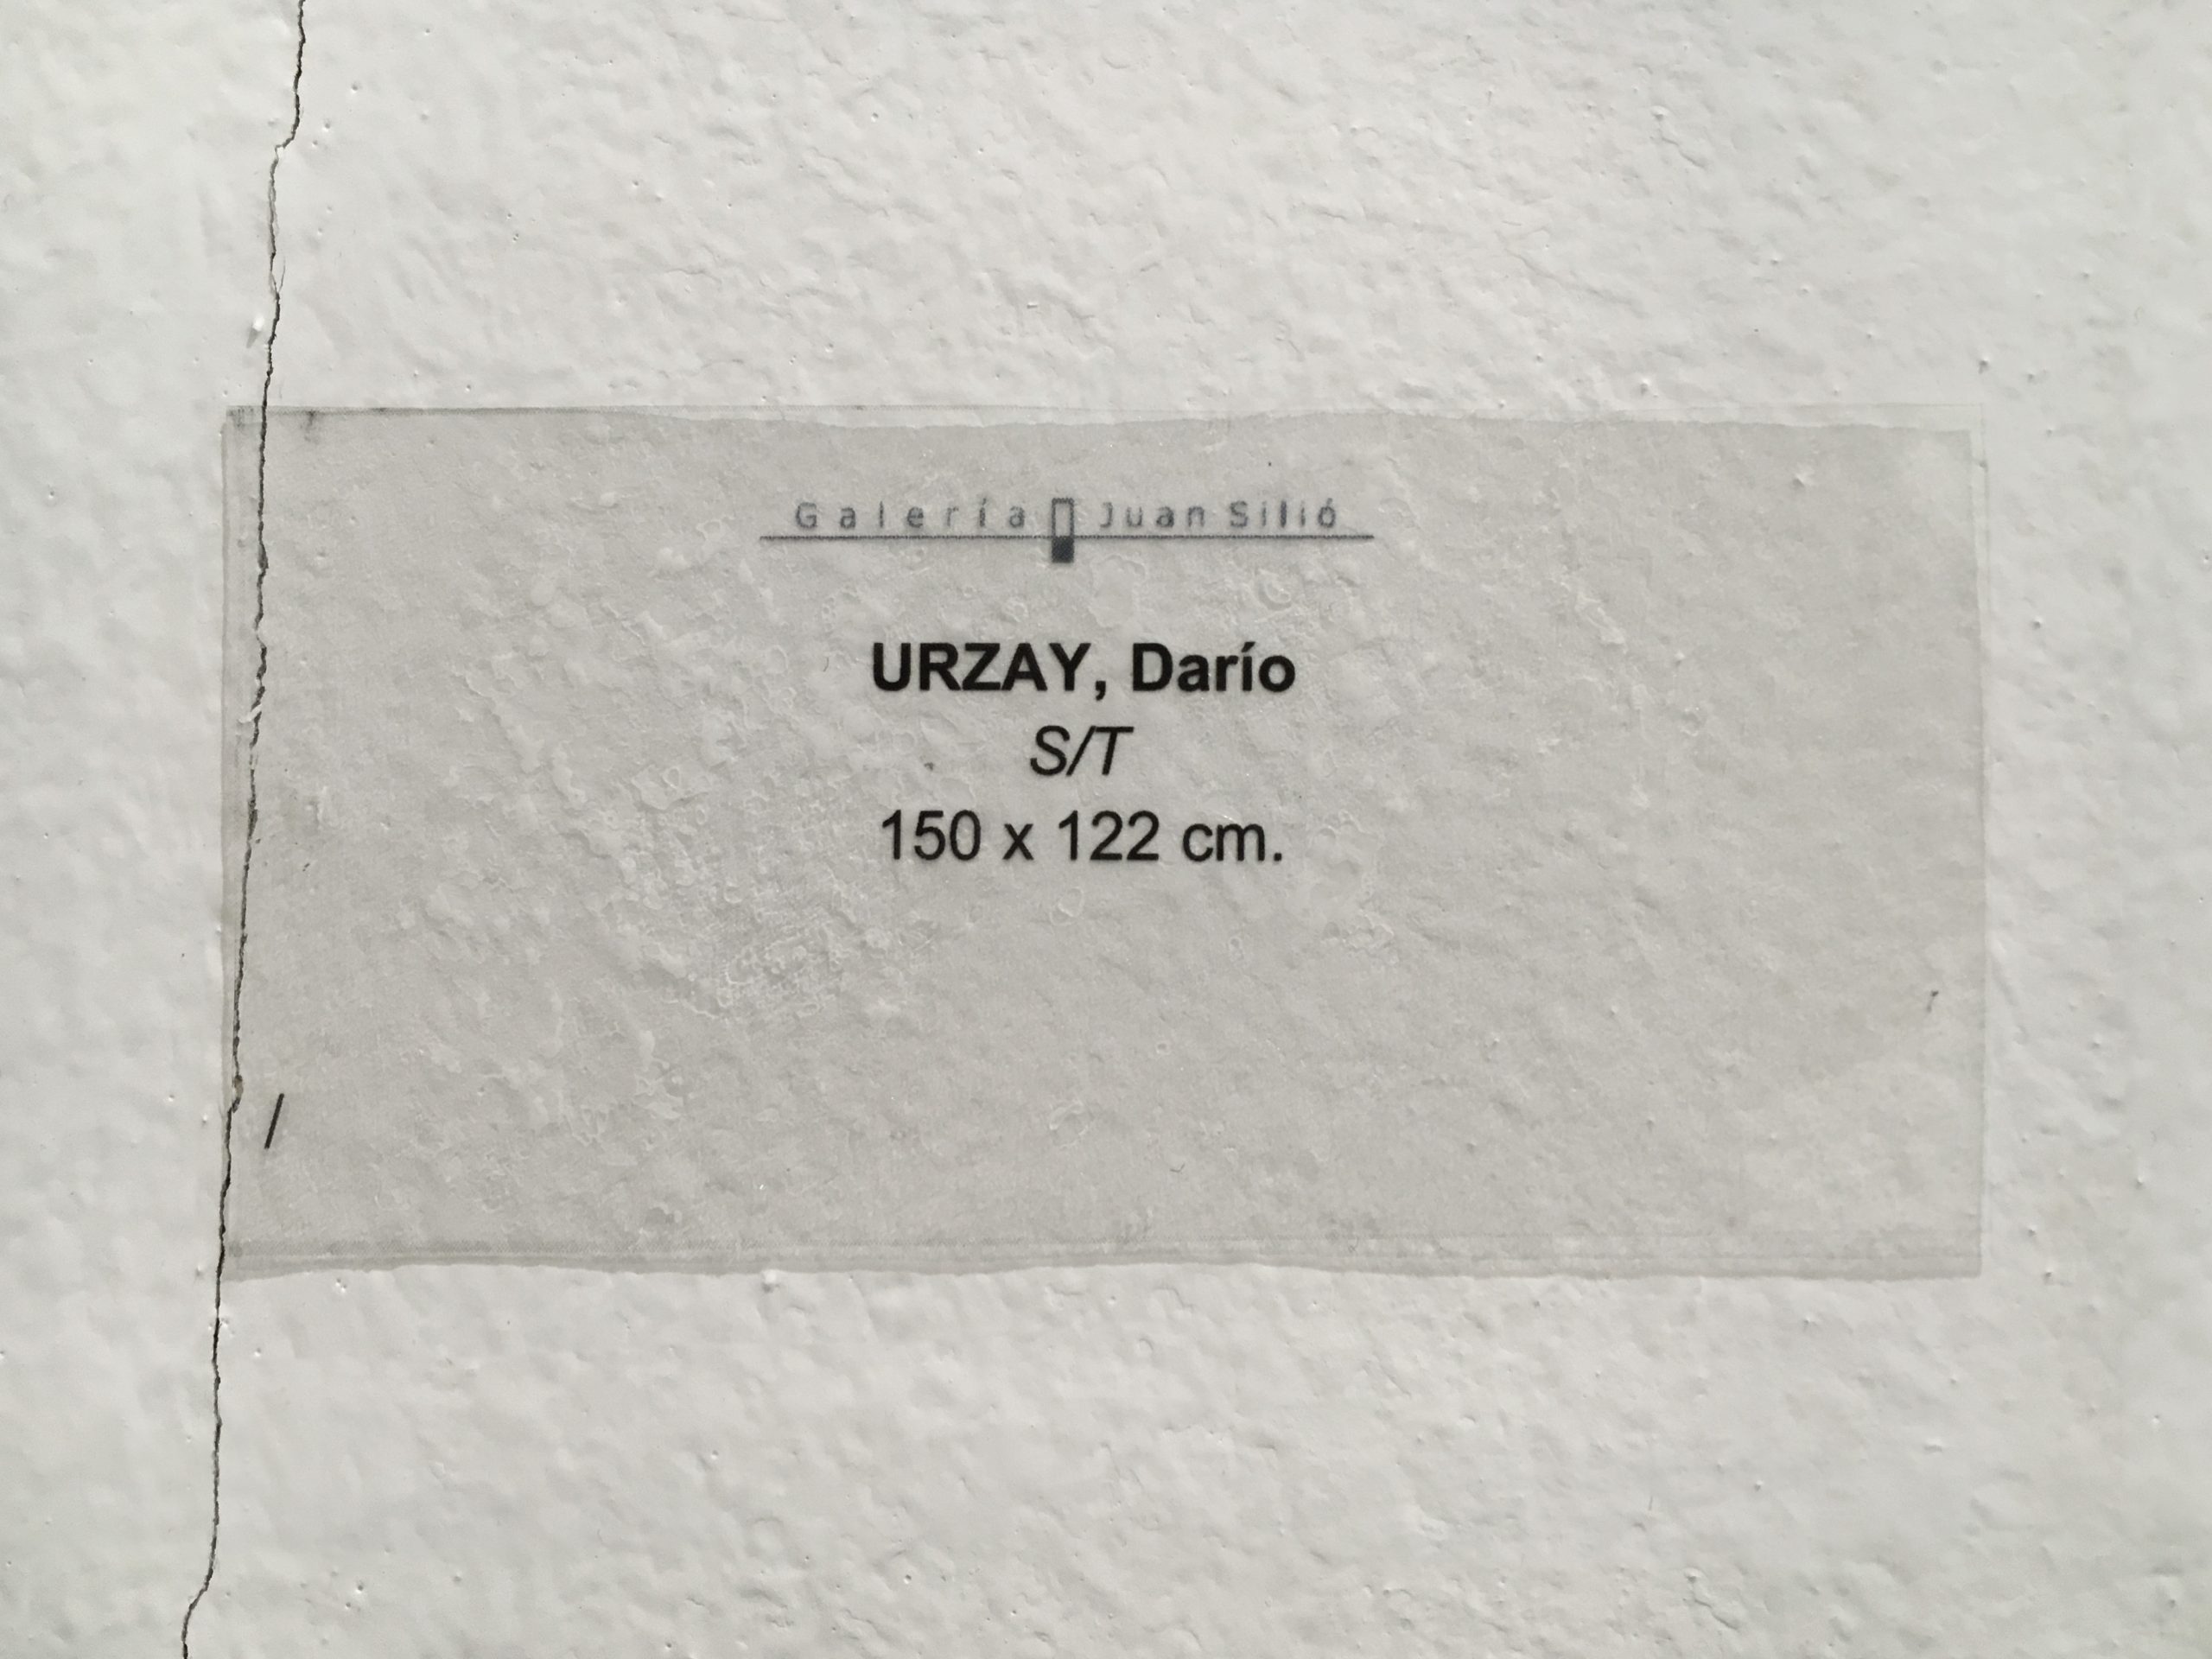 Galería Juan Silió
URZAY, Darío
S/T
150 x 122 cm.